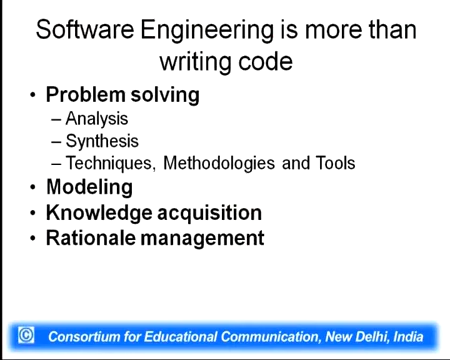 Software Engineering is more than
writing code
• Problem solving
– Analysis
– Synthesis
– Techniques, Methodologies and Tools
• Modeling
• Knowledge acquisition
• Rationale management
© Consortium for Educational Communication, New Delhi, India